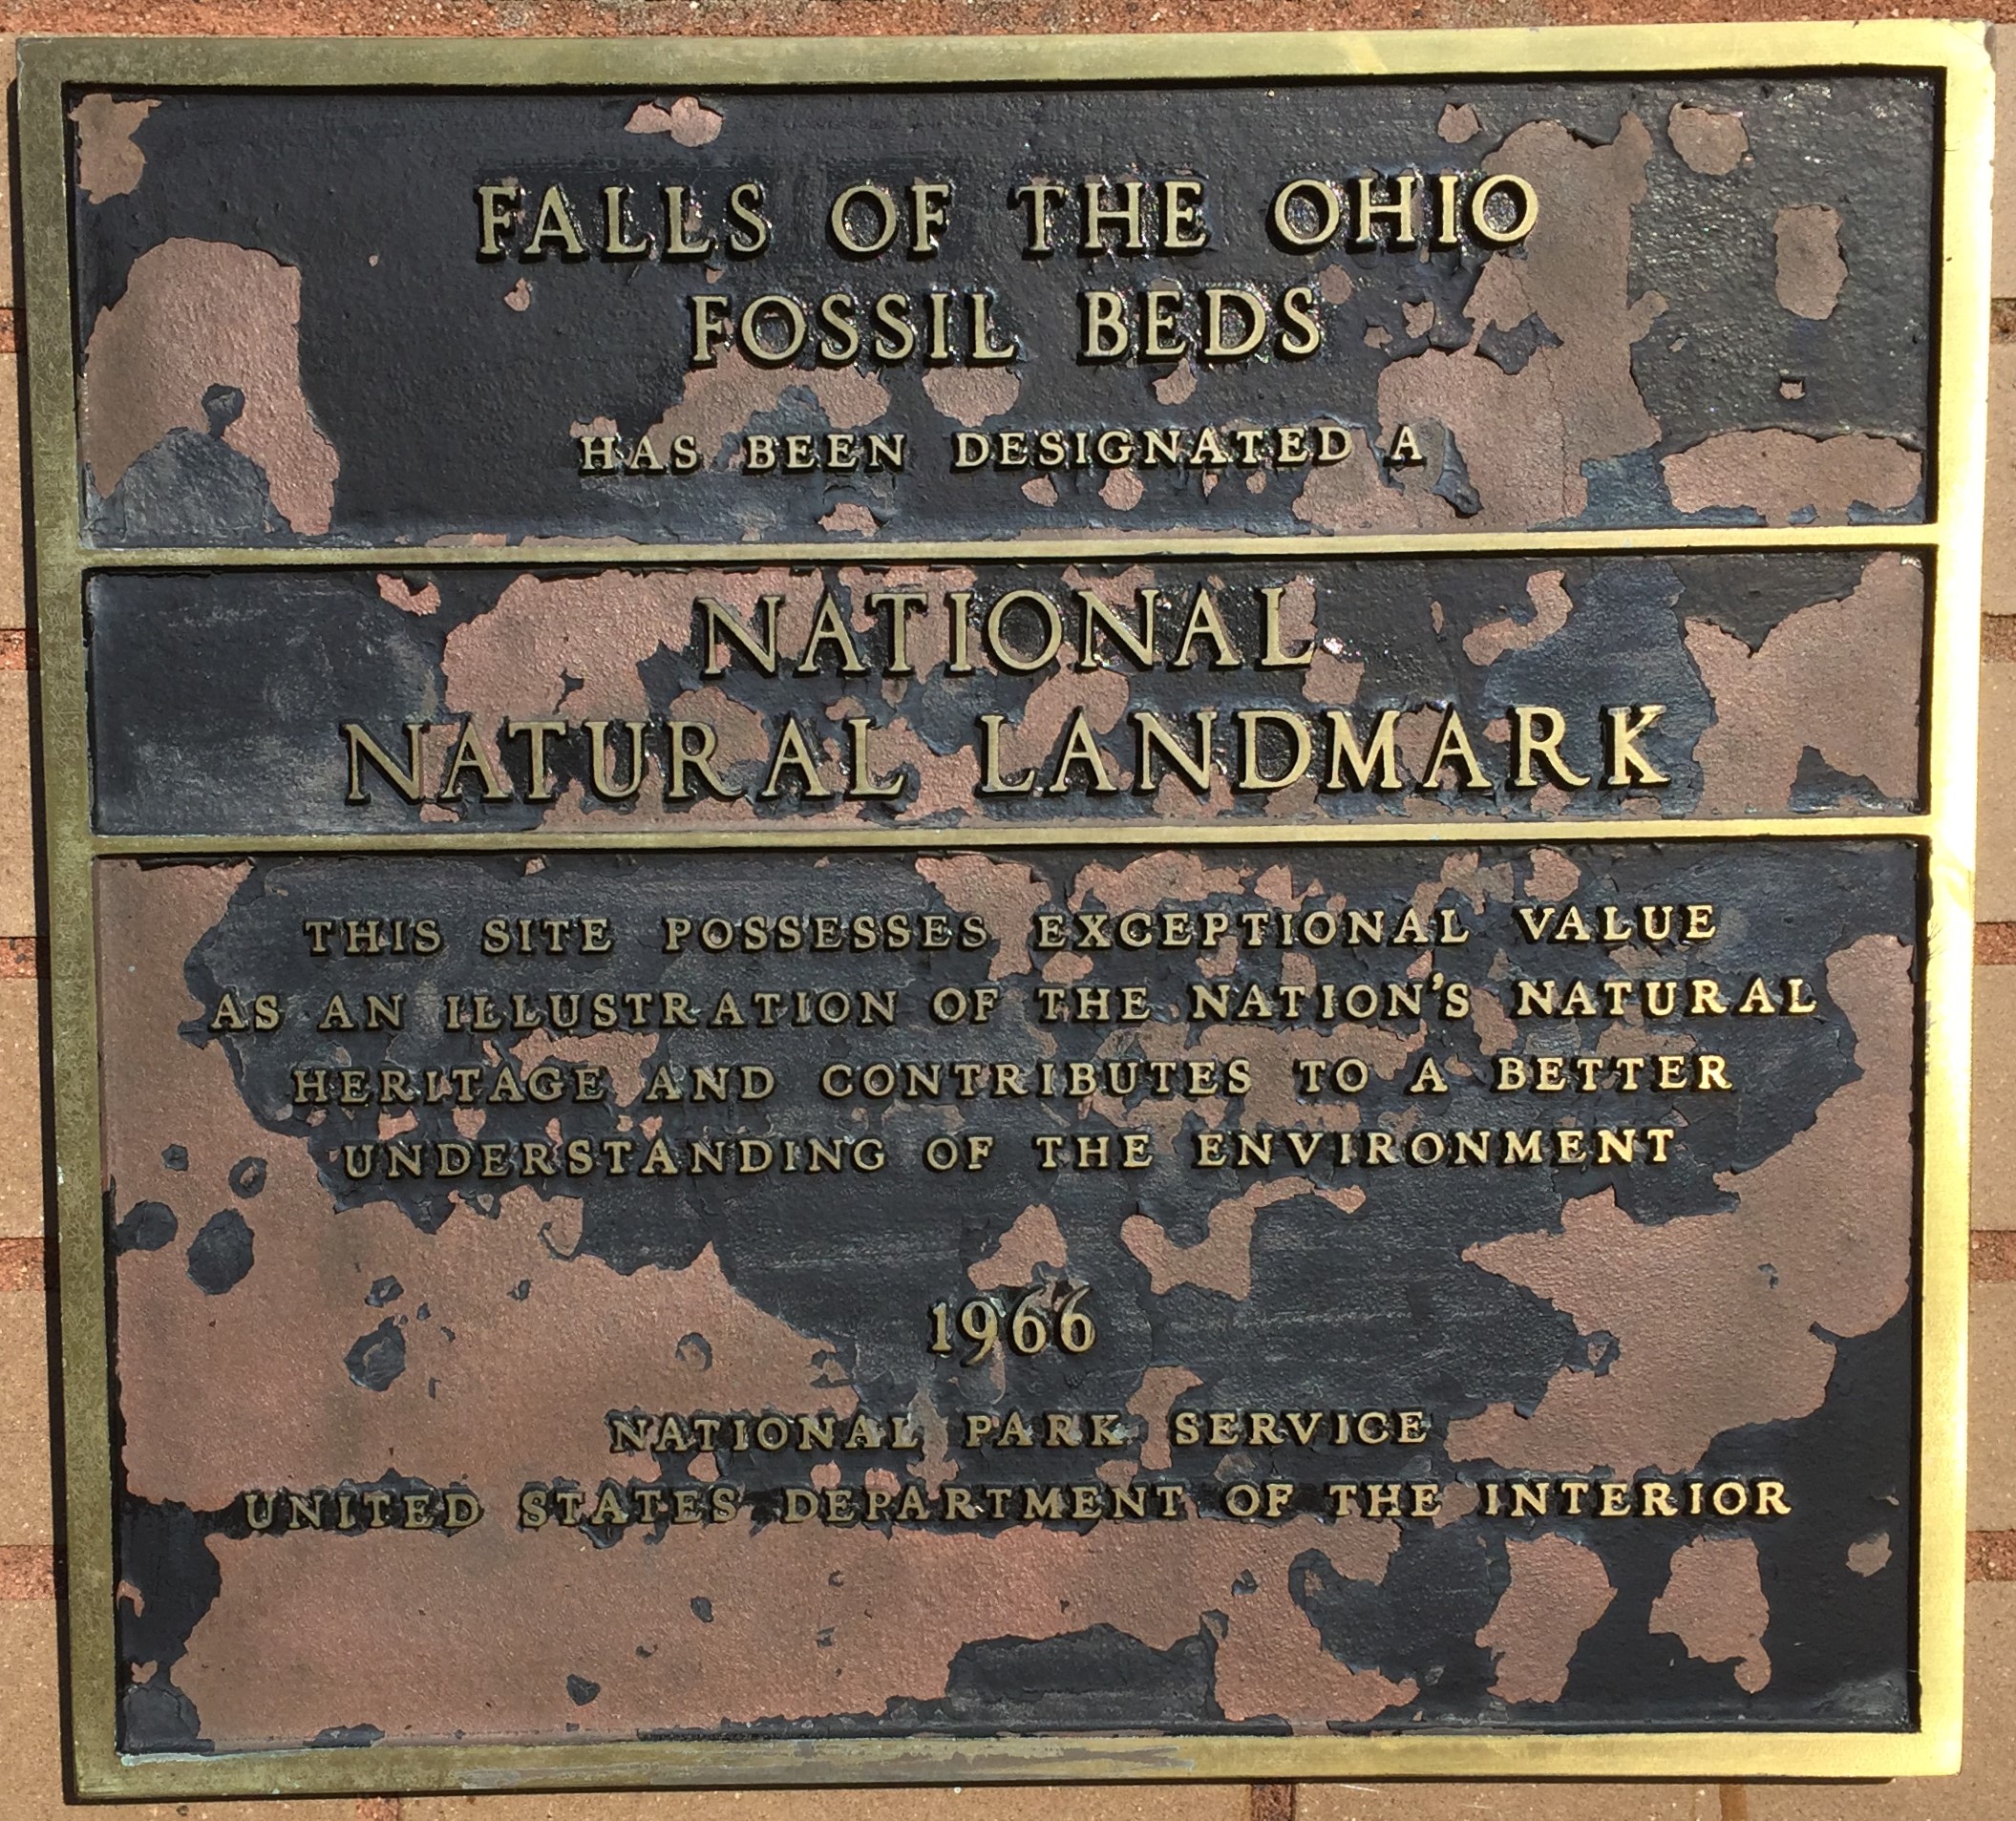 FALLS OF THE OHIO
FOSSIL BEDS
HAS BEEN DESIGNATED A
NATIONAL
NATURAL LANDMARK
THIS SITE POSSESSES EXCEPTIONAL VALUE
AS AN ILLUSTRATION OF THE NATION'S NATURAL
HERITAGE AND CONTRIBUTES TO A BETTER
UNDERSTANDING OF THE ENVIRONMENT
1966
NATIONAL PARK SERVICE
UNITED STATES DEPARTMENT OF THE INTERIOR